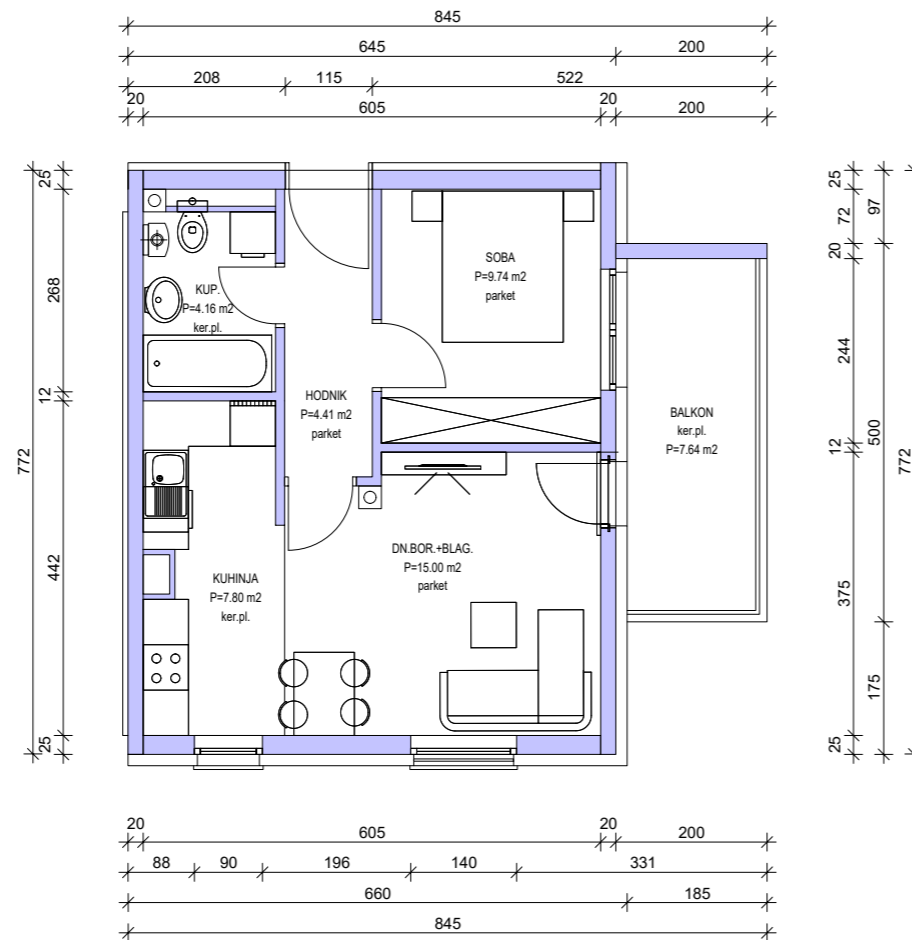 845
645 200
208 115 522
20 605 20 200
25 268 12 442 25
772
25 72 20 244 12 375 25
97 500 175
772
KUP.
P=4.16 m2
ker.pl.
SOBA
P=9.74 m2
parket
HODNIK
P=4.41 m2
parket
BALKON
ker.pl.
P=7.64 m2
KUHINJA
P=7.80 m2
ker.pl.
DN.BOR.+BLAG.
P=15.00 m2
parket
20 605 20 200
88 90 196 140 331
660 185
845